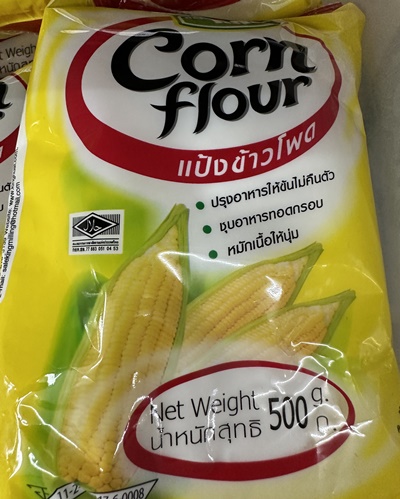 Corn
flour
แป้งข้าวโพด
• ปรุงอาหารให้ข้นไม่คืนตัว
• ชุบอาหารทอดกรอบ
• หมักเนื้อให้นุ่ม
Net Weight 500 g.
น้ำหนักสุทธิ ก.
11-2